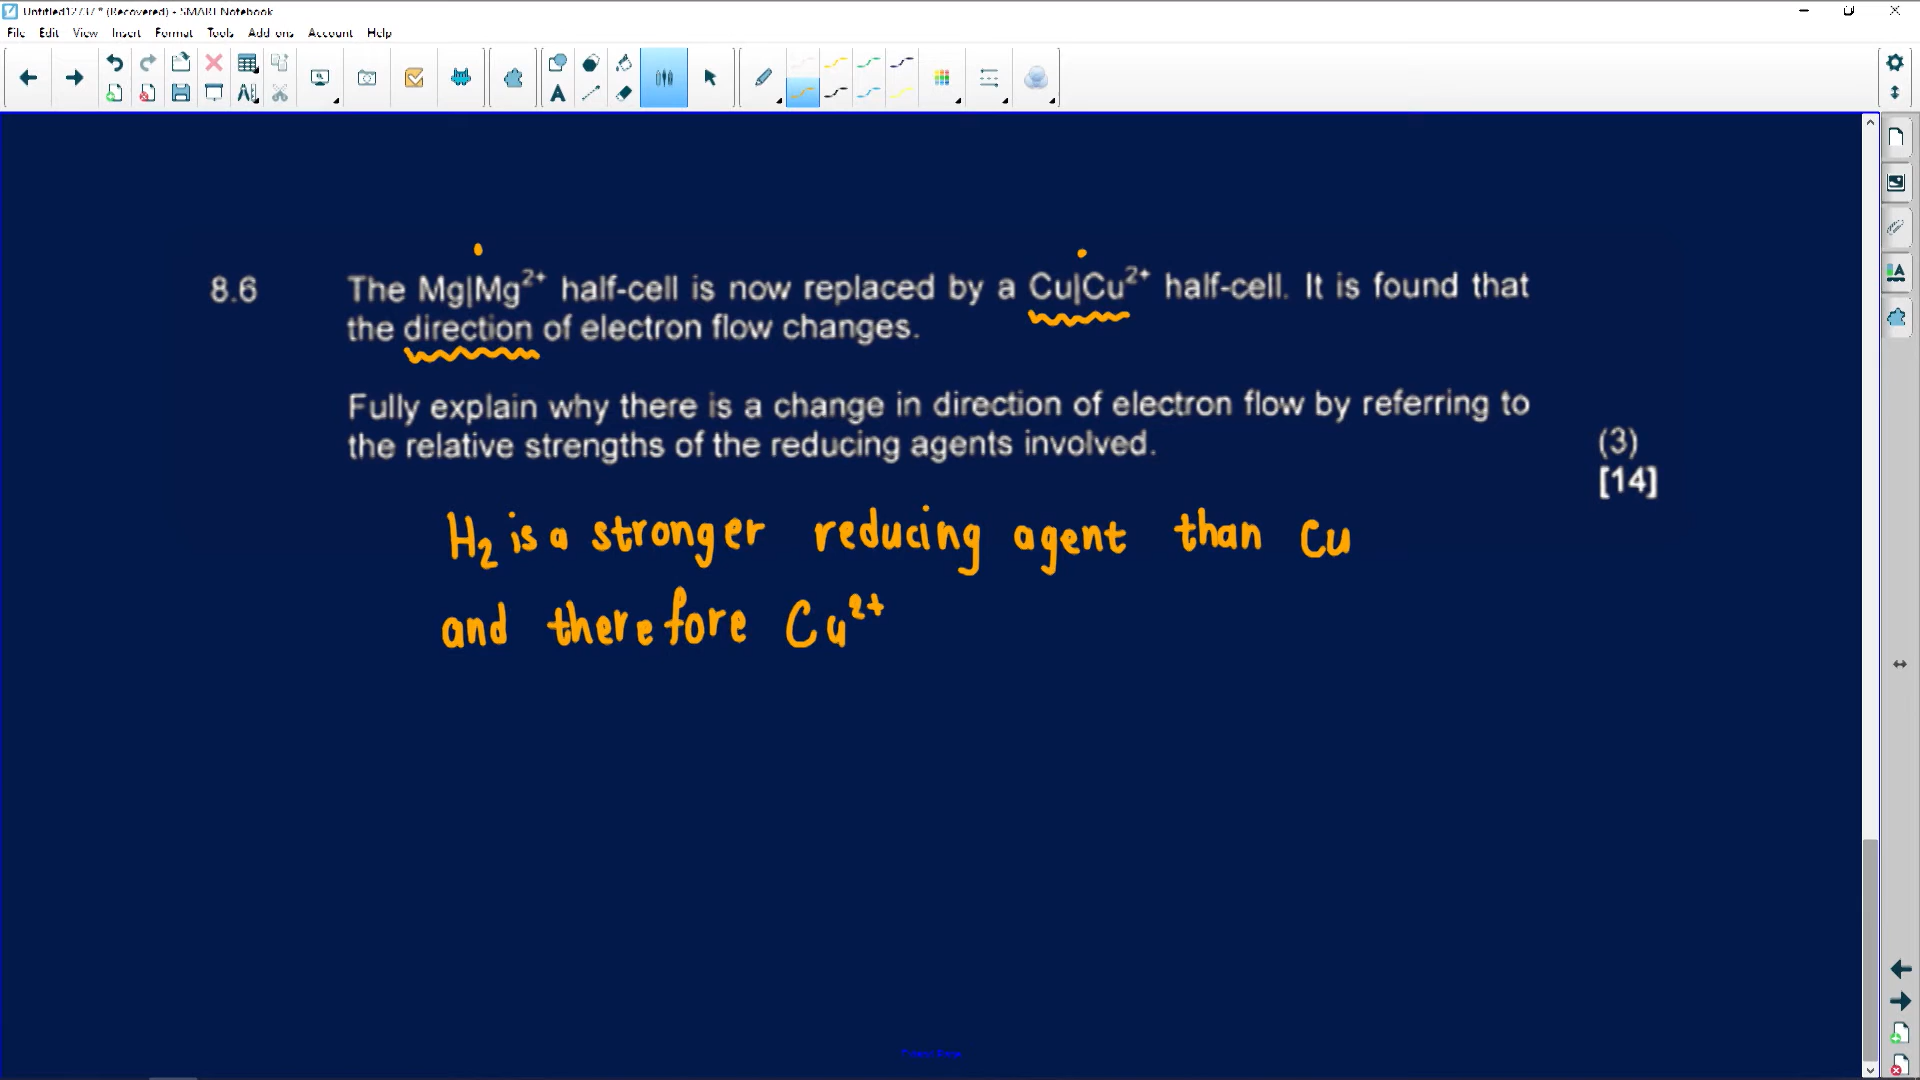 Untitled12737 * (Recovered) - SMART Notebook
File Edit View Insert Format Tools Add-ons Account Help
8.6 The Mg|Mg²⁺ half-cell is now replaced by a Cu|Cu²⁺ half-cell. It is found that
the direction of electron flow changes.
Fully explain why there is a change in direction of electron flow by referring to
the relative strengths of the reducing agents involved. (3)
[14]
H₂ is a stronger reducing agent than Cu
and therefore Cu²⁺